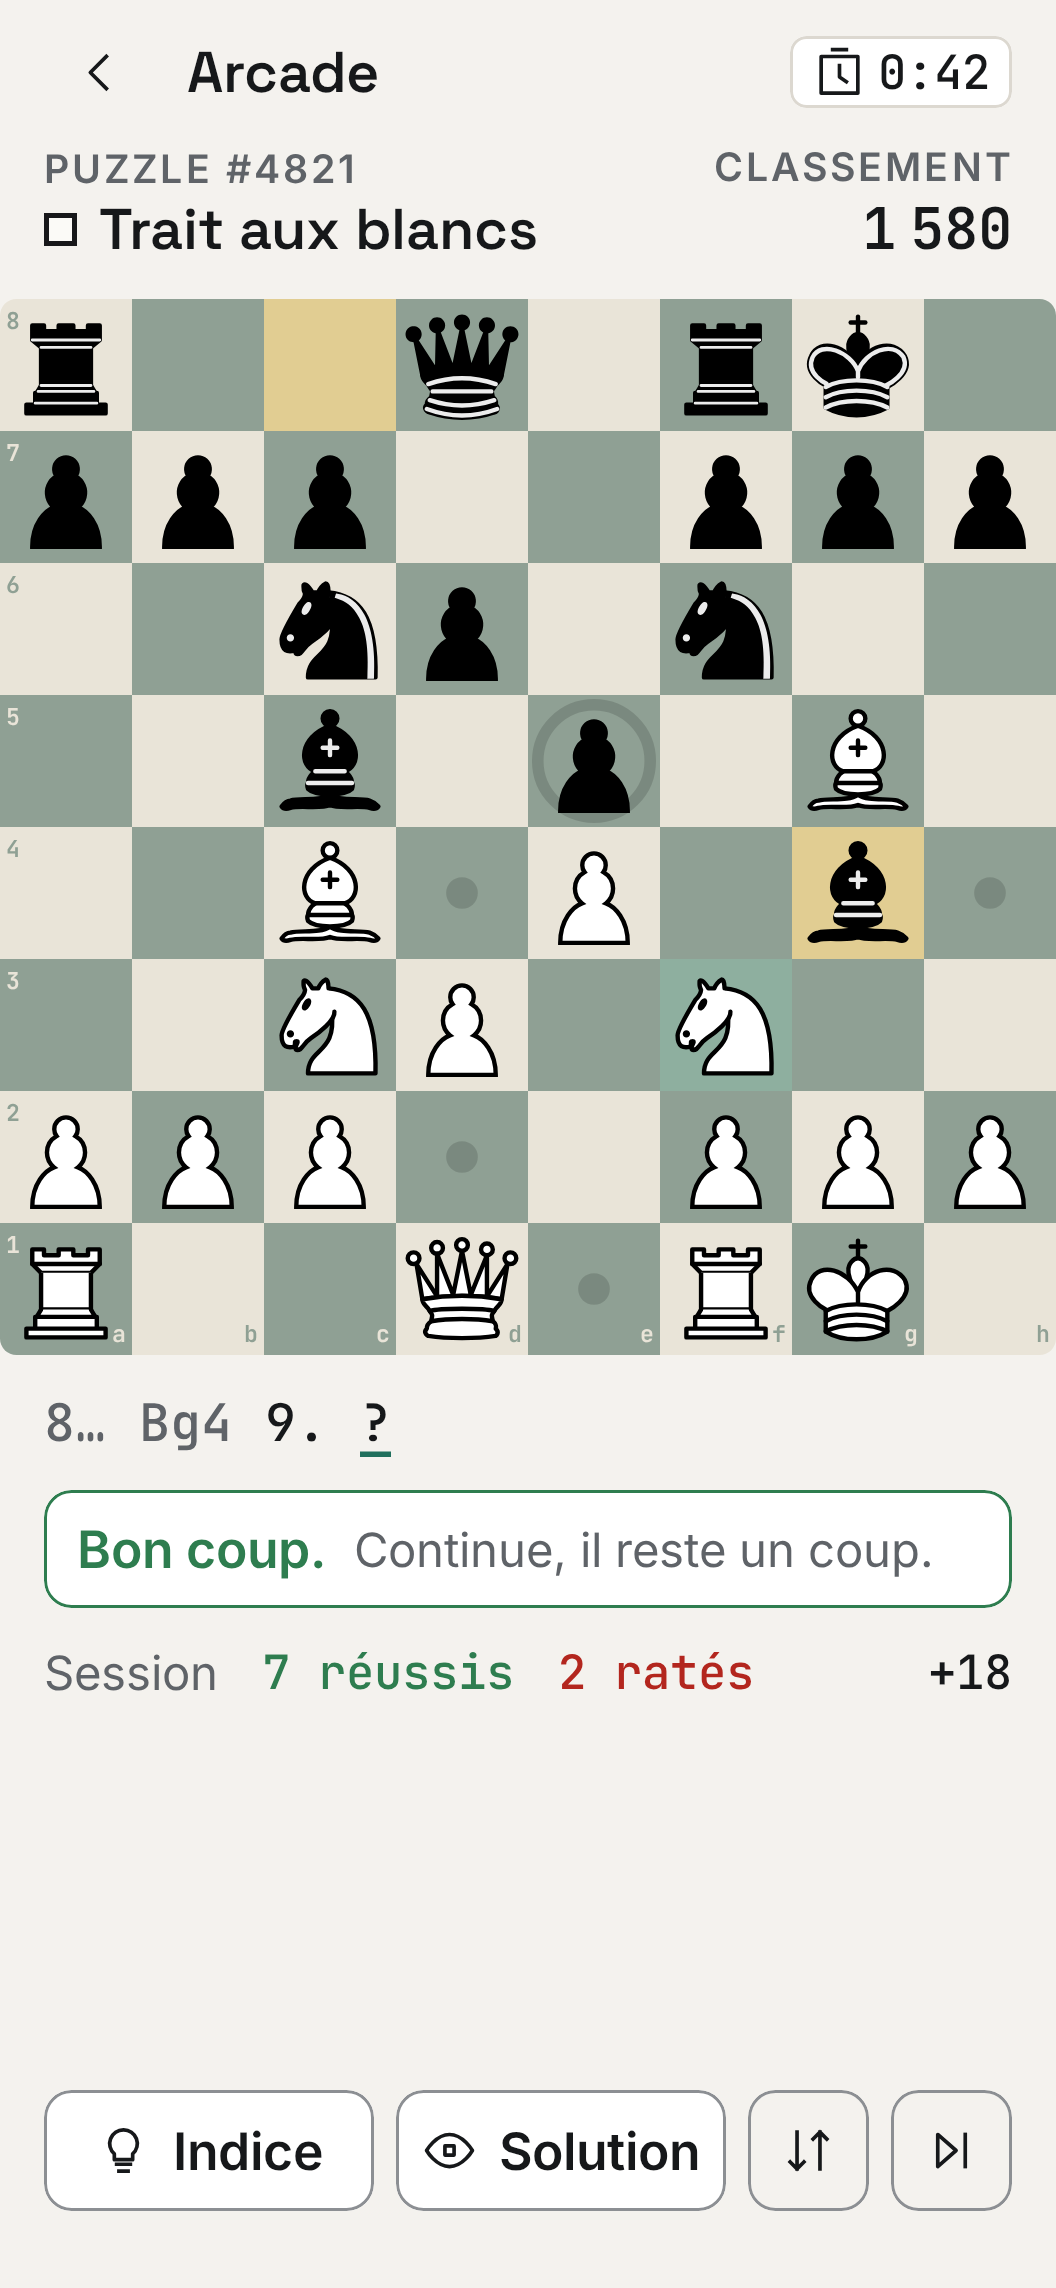 Arcade
0:42
PUZZLE #4821
CLASSEMENT
Trait aux blancs
1 580
8
7
6
5
4
3
2
1
a b c d e f g h
8… Bg4 9. ?
Bon coup. Continue, il reste un coup.
Session 7 réussis 2 ratés +18
Indice
Solution